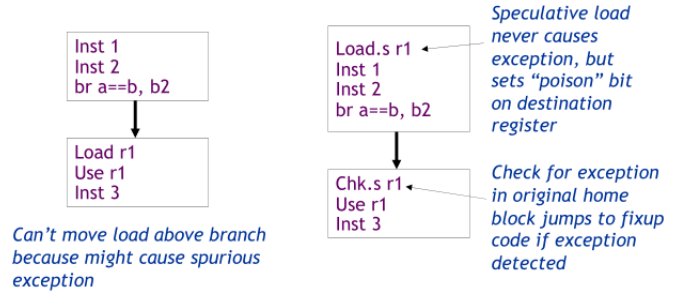 Inst 1
Inst 2
br a==b, b2
Load r1
Use r1
Inst 3
Can’t move load above branch
because might cause spurious
exception
Load.s r1
Inst 1
Inst 2
br a==b, b2
Chk.s r1
Use r1
Inst 3
Speculative load
never causes
exception, but
sets “poison” bit
on destination
register
Check for exception
in original home
block jumps to fixup
code if exception
detected